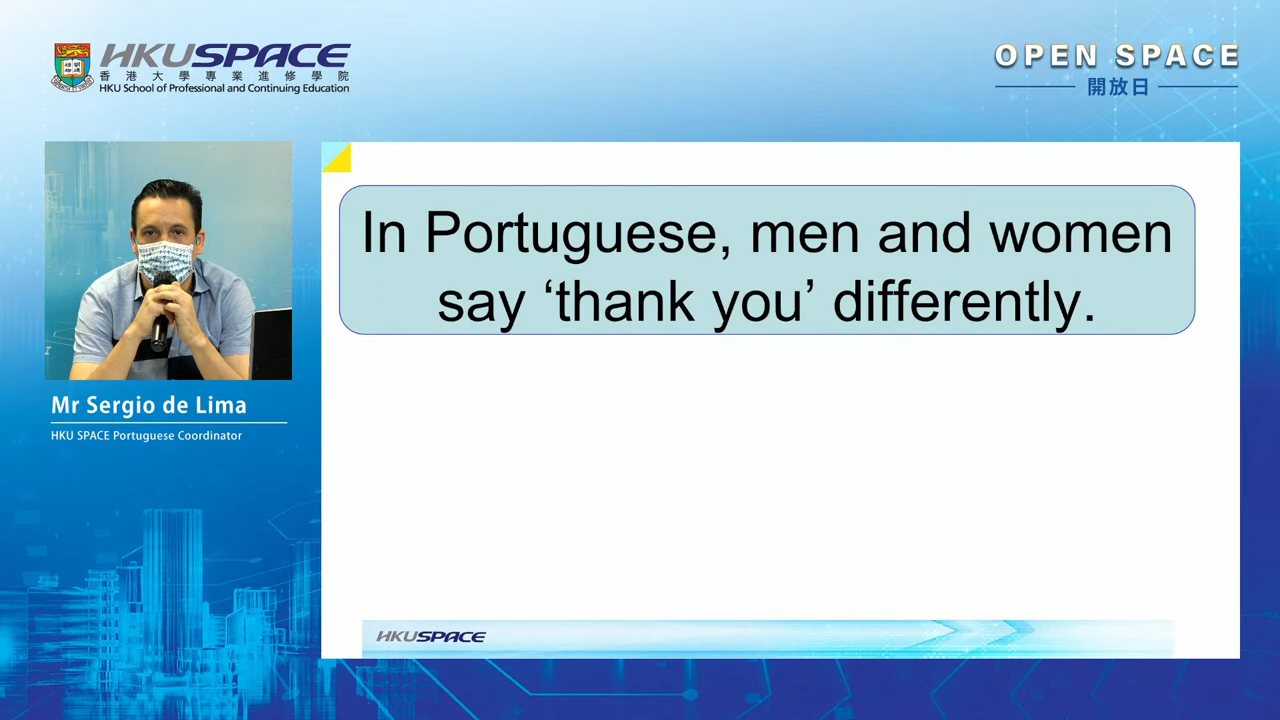 HKUSPACE
香港大學專業進修學院
HKU School of Professional and Continuing Education
OPEN SPACE
開放日
In Portuguese, men and women
say ‘thank you’ differently.
Mr Sergio de Lima
HKU SPACE Portuguese Coordinator
HKUSPACE